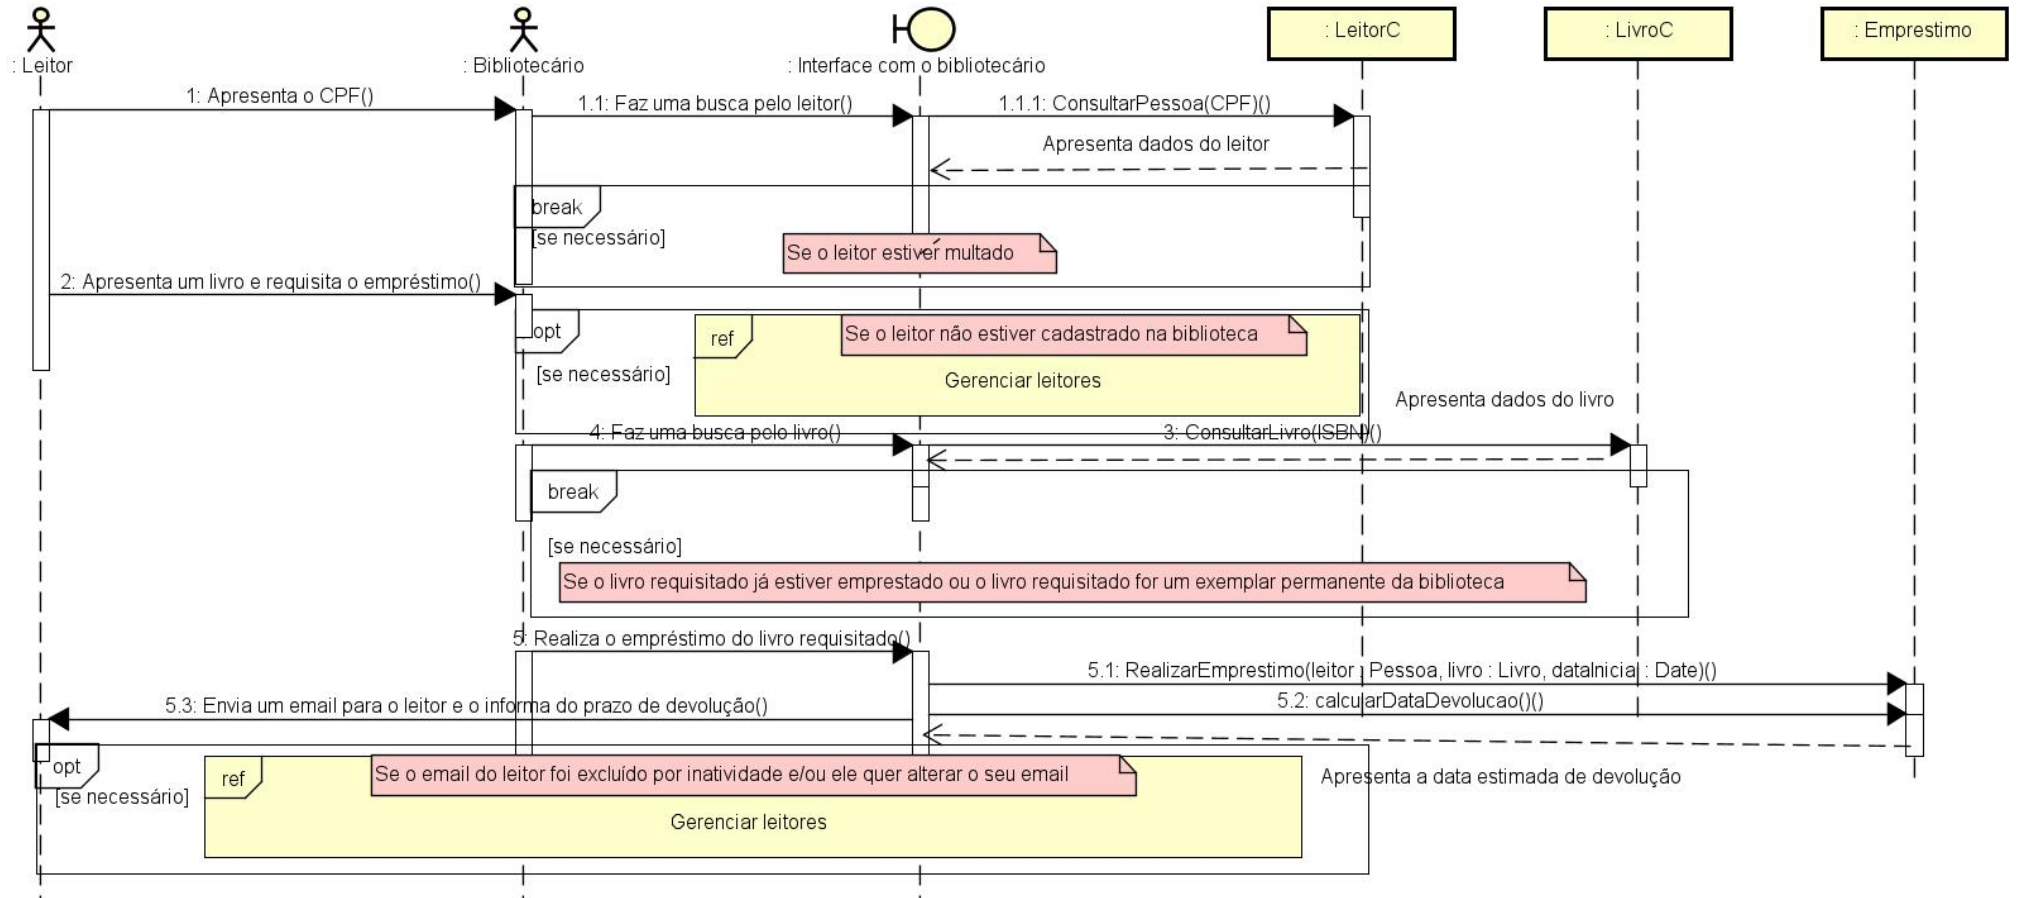 : Leitor
: Bibliotecário
: Interface com o bibliotecário
: LeitorC
: LivroC
: Emprestimo
1: Apresenta o CPF()
1.1: Faz uma busca pelo leitor()
1.1.1: ConsultarPessoa(CPF)()
Apresenta dados do leitor
break
[se necessário]
Se o leitor estiver multado
2: Apresenta um livro e requisita o empréstimo()
opt
[se necessário]
ref
Se o leitor não estiver cadastrado na biblioteca
Gerenciar leitores
Apresenta dados do livro
4: Faz uma busca pelo livro()
3: ConsultarLivro(ISBN)()
break
[se necessário]
Se o livro requisitado já estiver emprestado ou o livro requisitado for um exemplar permanente da biblioteca
5: Realiza o empréstimo do livro requisitado()
5.1: RealizarEmprestimo(leitor : Pessoa, livro : Livro, dataInicial : Date)()
5.2: calcularDataDevolucao()()
5.3: Envia um email para o leitor e o informa do prazo de devolução()
opt
[se necessário]
ref
Se o email do leitor foi excluído por inatividade e/ou ele quer alterar o seu email
Gerenciar leitores
Apresenta a data estimada de devolução